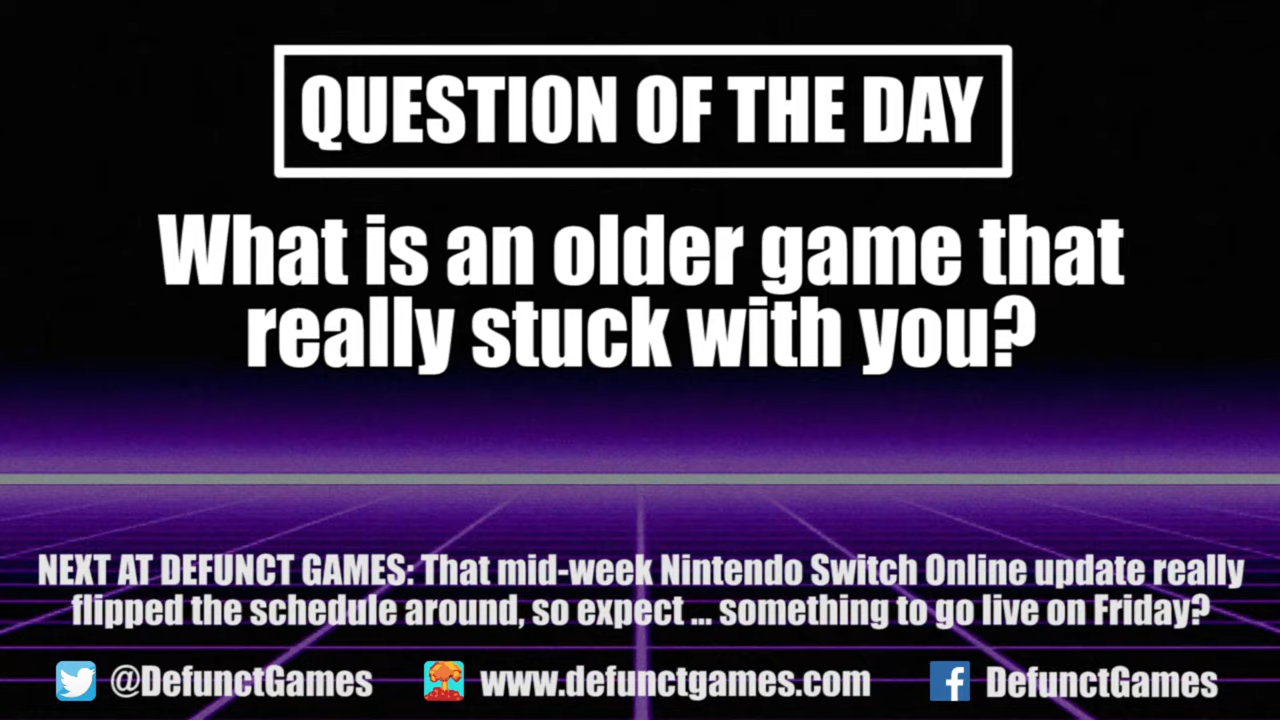 QUESTION OF THE DAY
What is an older game that
really stuck with you?
NEXT AT DEFUNCT GAMES: That mid-week Nintendo Switch Online update really
flipped the schedule around, so expect ... something to go live on Friday?
@DefunctGames www.defunctgames.com DefunctGames